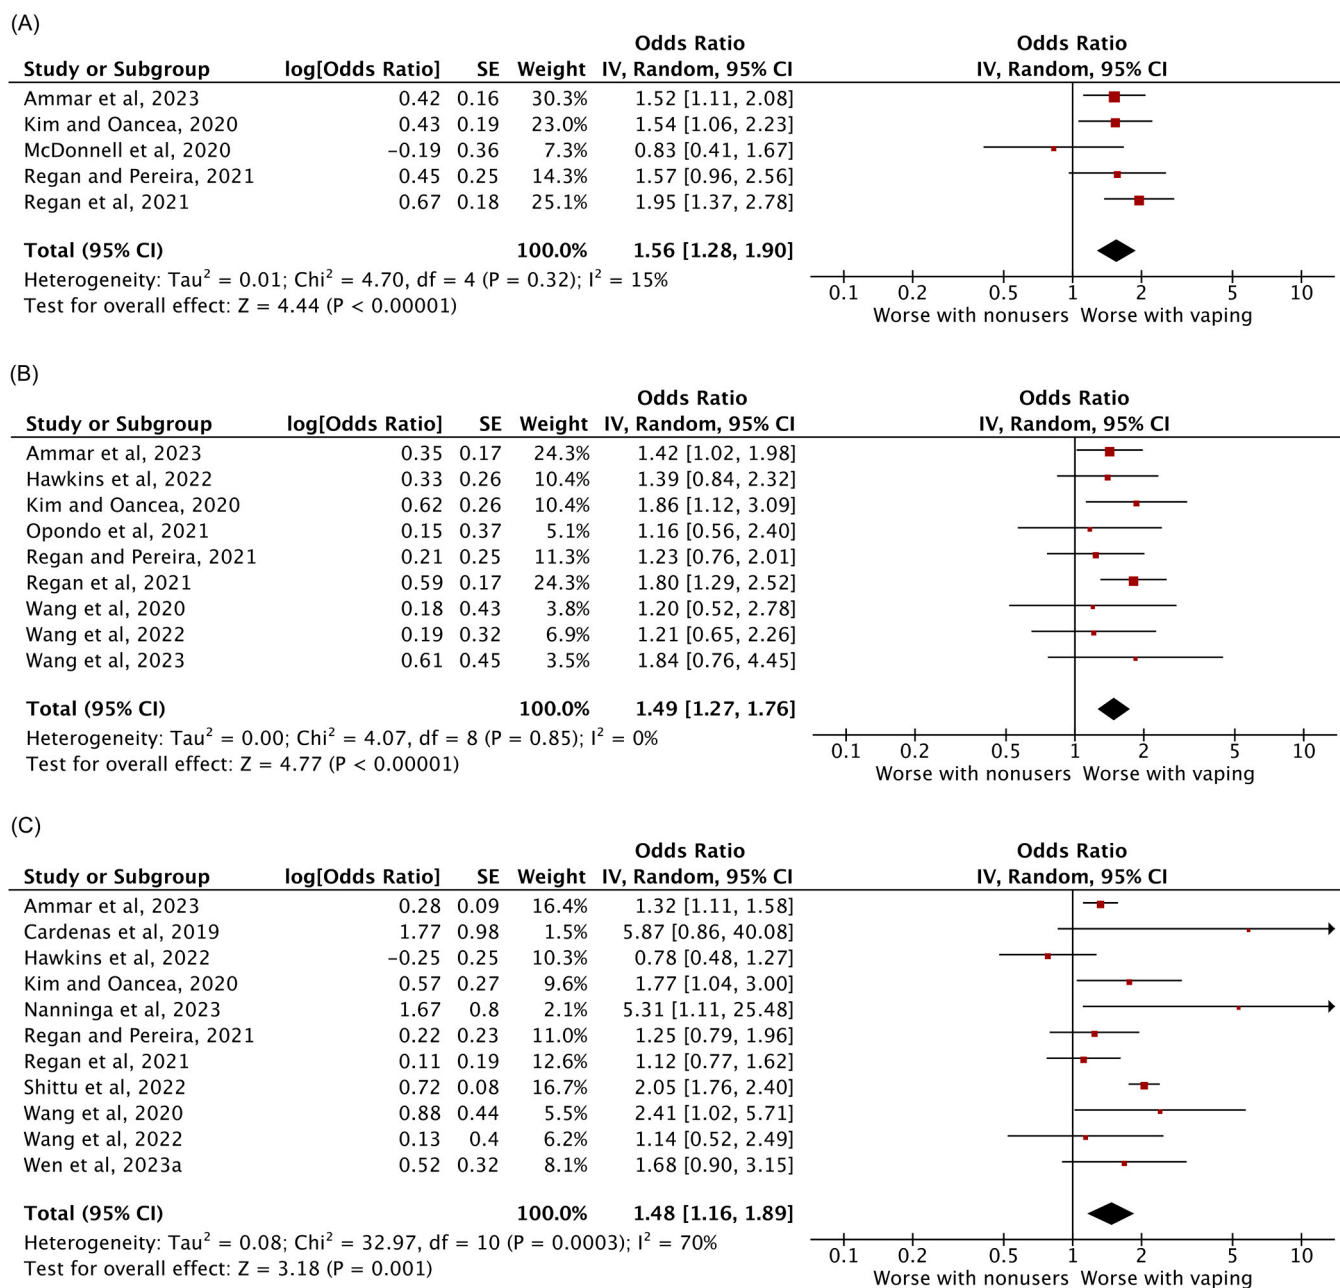 (A)
Odds Ratio Odds Ratio
Study or Subgroup log[Odds Ratio] SE Weight IV, Random, 95% CI IV, Random, 95% CI
Ammar et al, 2023 0.42 0.16 30.3% 1.52 [1.11, 2.08]
Kim and Oancea, 2020 0.43 0.19 23.0% 1.54 [1.06, 2.23]
McDonnell et al, 2020 −0.19 0.36 7.3% 0.83 [0.41, 1.67]
Regan and Pereira, 2021 0.45 0.25 14.3% 1.57 [0.96, 2.56]
Regan et al, 2021 0.67 0.18 25.1% 1.95 [1.37, 2.78]
Total (95% CI) 100.0% 1.56 [1.28, 1.90]
Heterogeneity: Tau² = 0.01; Chi² = 4.70, df = 4 (P = 0.32); I² = 15%
Test for overall effect: Z = 4.44 (P < 0.00001)
0.1 0.2 0.5 1 2 5 10
Worse with nonusers Worse with vaping
(B)
Odds Ratio Odds Ratio
Study or Subgroup log[Odds Ratio] SE Weight IV, Random, 95% CI IV, Random, 95% CI
Ammar et al, 2023 0.35 0.17 24.3% 1.42 [1.02, 1.98]
Hawkins et al, 2022 0.33 0.26 10.4% 1.39 [0.84, 2.32]
Kim and Oancea, 2020 0.62 0.26 10.4% 1.86 [1.12, 3.09]
Opondo et al, 2021 0.15 0.37 5.1% 1.16 [0.56, 2.40]
Regan and Pereira, 2021 0.21 0.25 11.3% 1.23 [0.76, 2.01]
Regan et al, 2021 0.59 0.17 24.3% 1.80 [1.29, 2.52]
Wang et al, 2020 0.18 0.43 3.8% 1.20 [0.52, 2.78]
Wang et al, 2022 0.19 0.32 6.9% 1.21 [0.65, 2.26]
Wang et al, 2023 0.61 0.45 3.5% 1.84 [0.76, 4.45]
Total (95% CI) 100.0% 1.49 [1.27, 1.76]
Heterogeneity: Tau² = 0.00; Chi² = 4.07, df = 8 (P = 0.85); I² = 0%
Test for overall effect: Z = 4.77 (P < 0.00001)
0.1 0.2 0.5 1 2 5 10
Worse with nonusers Worse with vaping
(C)
Odds Ratio Odds Ratio
Study or Subgroup log[Odds Ratio] SE Weight IV, Random, 95% CI IV, Random, 95% CI
Ammar et al, 2023 0.28 0.09 16.4% 1.32 [1.11, 1.58]
Cardenas et al, 2019 1.77 0.98 1.5% 5.87 [0.86, 40.08]
Hawkins et al, 2022 −0.25 0.25 10.3% 0.78 [0.48, 1.27]
Kim and Oancea, 2020 0.57 0.27 9.6% 1.77 [1.04, 3.00]
Nanninga et al, 2023 1.67 0.8 2.1% 5.31 [1.11, 25.48]
Regan and Pereira, 2021 0.22 0.23 11.0% 1.25 [0.79, 1.96]
Regan et al, 2021 0.11 0.19 12.6% 1.12 [0.77, 1.62]
Shittu et al, 2022 0.72 0.08 16.7% 2.05 [1.76, 2.40]
Wang et al, 2020 0.88 0.44 5.5% 2.41 [1.02, 5.71]
Wang et al, 2022 0.13 0.4 6.2% 1.14 [0.52, 2.49]
Wen et al, 2023a 0.52 0.32 8.1% 1.68 [0.90, 3.15]
Total (95% CI) 100.0% 1.48 [1.16, 1.89]
Heterogeneity: Tau² = 0.08; Chi² = 32.97, df = 10 (P = 0.0003); I² = 70%
Test for overall effect: Z = 3.18 (P = 0.001)
0.1 0.2 0.5 1 2 5 10
Worse with nonusers Worse with vaping